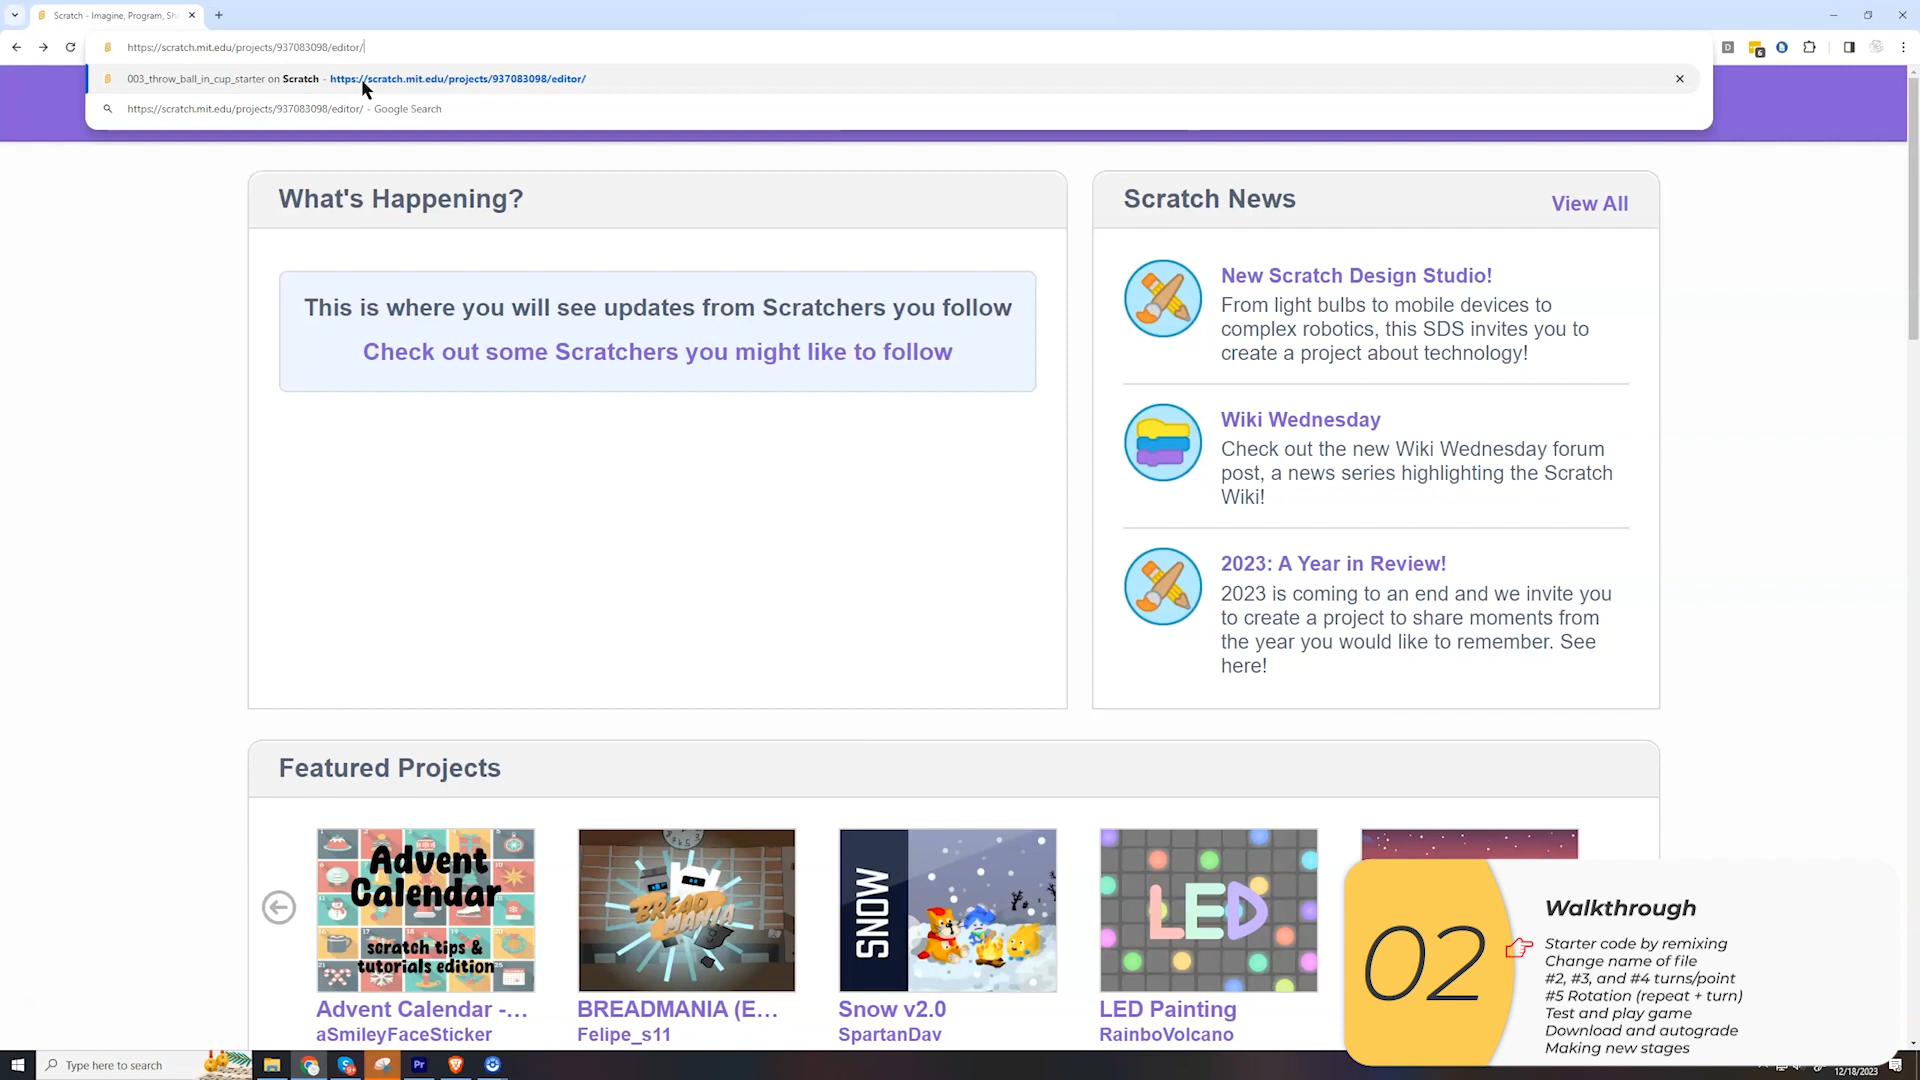 Scratch - Imagine, Program, Sh
https://scratch.mit.edu/projects/937083098/editor/
003_throw_ball_in_cup_starter on Scratch - https://scratch.mit.edu/projects/937083098/editor/
https://scratch.mit.edu/projects/937083098/editor/ - Google Search
D
6
What's Happening?
This is where you will see updates from Scratchers you follow
Check out some Scratchers you might like to follow
Scratch News
View All
New Scratch Design Studio!
From light bulbs to mobile devices to
complex robotics, this SDS invites you to
create a project about technology!
Wiki Wednesday
Check out the new Wiki Wednesday forum
post, a news series highlighting the Scratch
Wiki!
2023: A Year in Review!
2023 is coming to an end and we invite you
to create a project to share moments from
the year you would like to remember. See
here!
Featured Projects
Advent
Calendar
scratch tips &
tutorials edition
BREAD
MANIA
SNOW
LED
Advent Calendar -...
aSmileyFaceSticker
BREADMANIA (E...
Felipe_s11
Snow v2.0
SpartanDav
LED Painting
RainboVolcano
02
Walkthrough
Starter code by remixing
Change name of file
#2, #3, and #4 turns/point
#5 Rotation (repeat + turn)
Test and play game
Download and autograde
Making new stages
Type here to search
Pr
12/18/2023